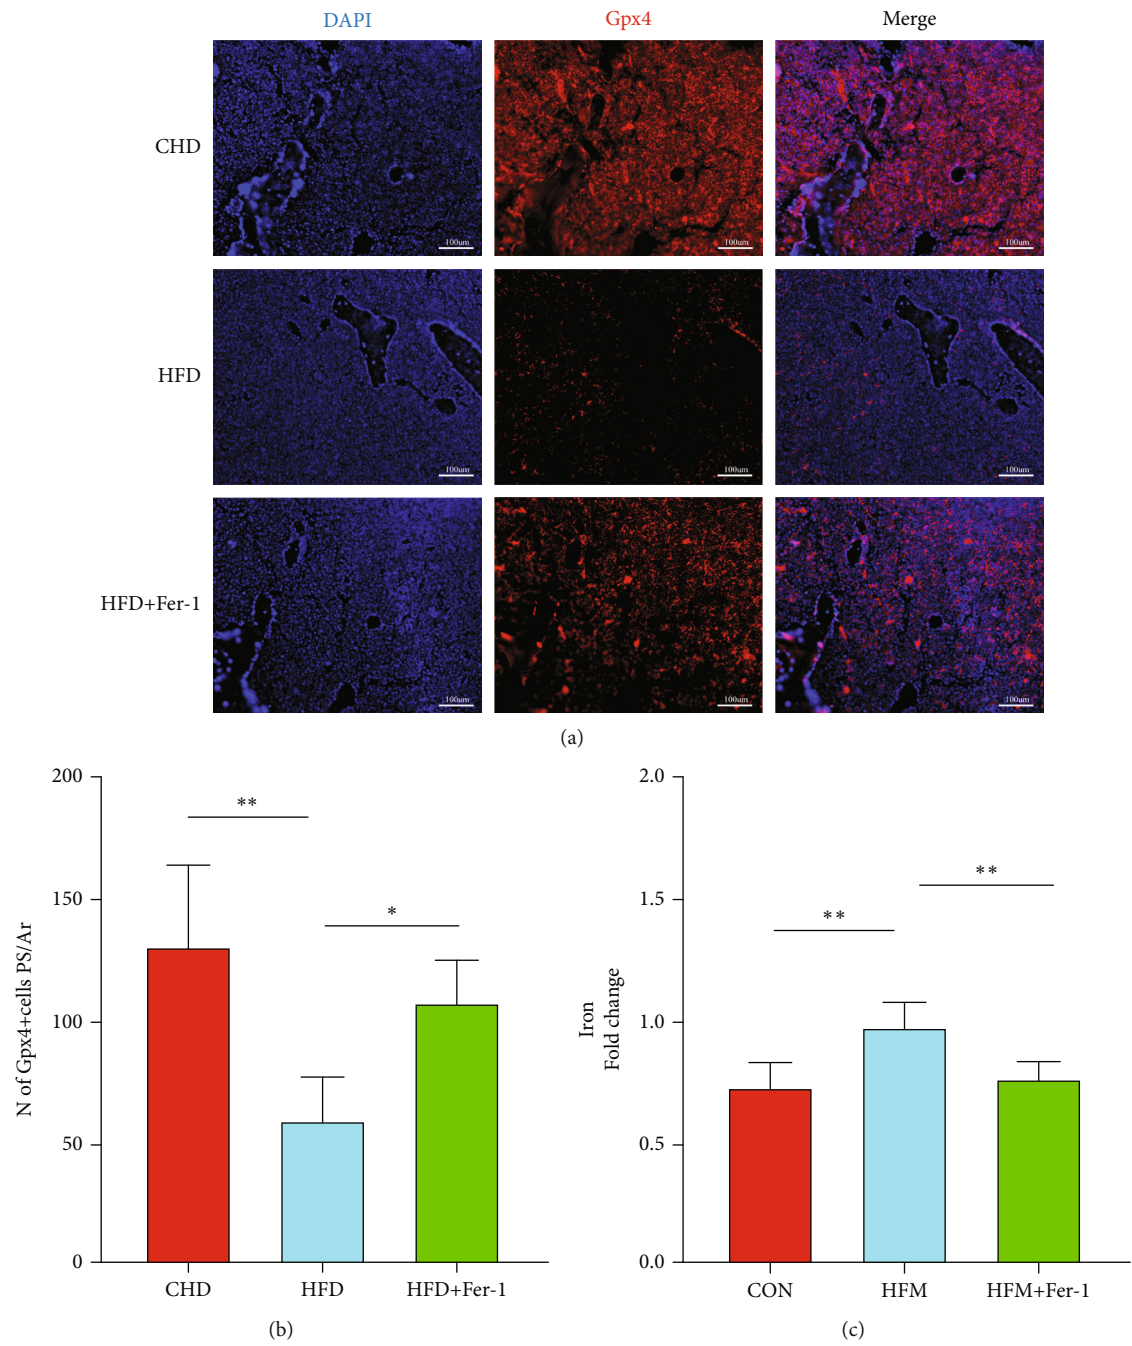 DAPI Gpx4 Merge
CHD
100um 100um 100um
HFD
100um 100um 100um
HFD+Fer-1
100um 100um 100um
(a)
200
150
100
50
0
N of Gpx4+cells PS/Ar
**
*
CHD HFD HFD+Fer-1
(b)
2.0
1.5
1.0
0.5
0.0
Iron
Fold change
**
**
CON HFM HFM+Fer-1
(c)